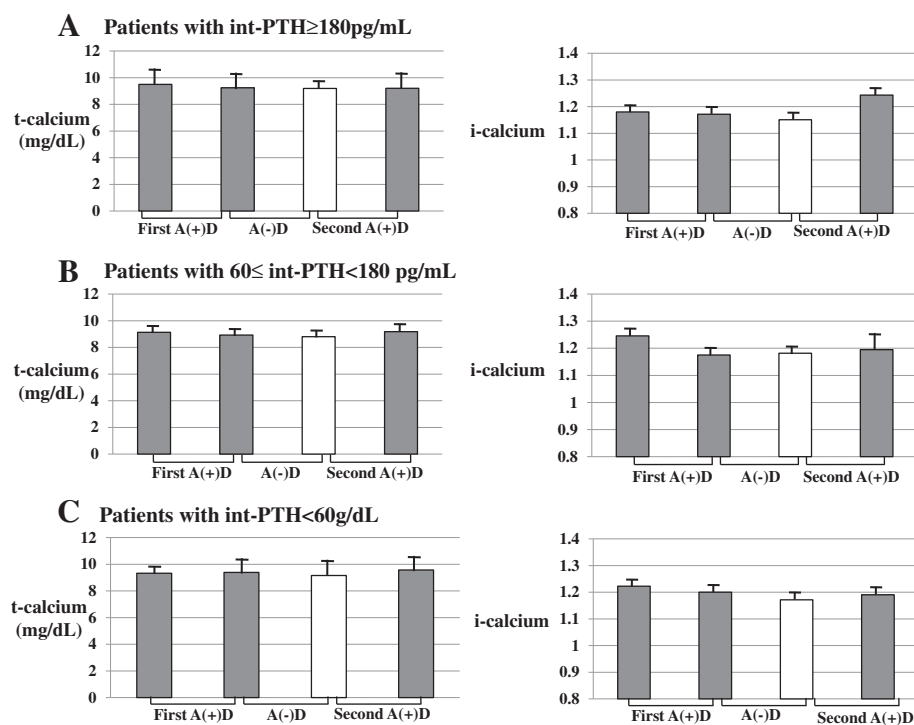 A Patients with int-PTH≥180pg/mL
t-calcium
(mg/dL)
12
10
8
6
4
2
0
First A(+)D A(-)D Second A(+)D
i-calcium
1.4
1.3
1.2
1.1
1
0.9
0.8
First A(+)D A(-)D Second A(+)D
B Patients with 60≤ int-PTH<180 pg/mL
t-calcium
(mg/dL)
12
10
8
6
4
2
0
First A(+)D A(-)D Second A(+)D
i-calcium
1.4
1.3
1.2
1.1
1
0.9
0.8
First A(+)D A(-)D Second A(+)D
C Patients with int-PTH<60g/dL
t-calcium
(mg/dL)
12
10
8
6
4
2
0
First A(+)D A(-)D Second A(+)D
i-calcium
1.4
1.3
1.2
1.1
1
0.9
0.8
First A(+)D A(-)D Second A(+)D